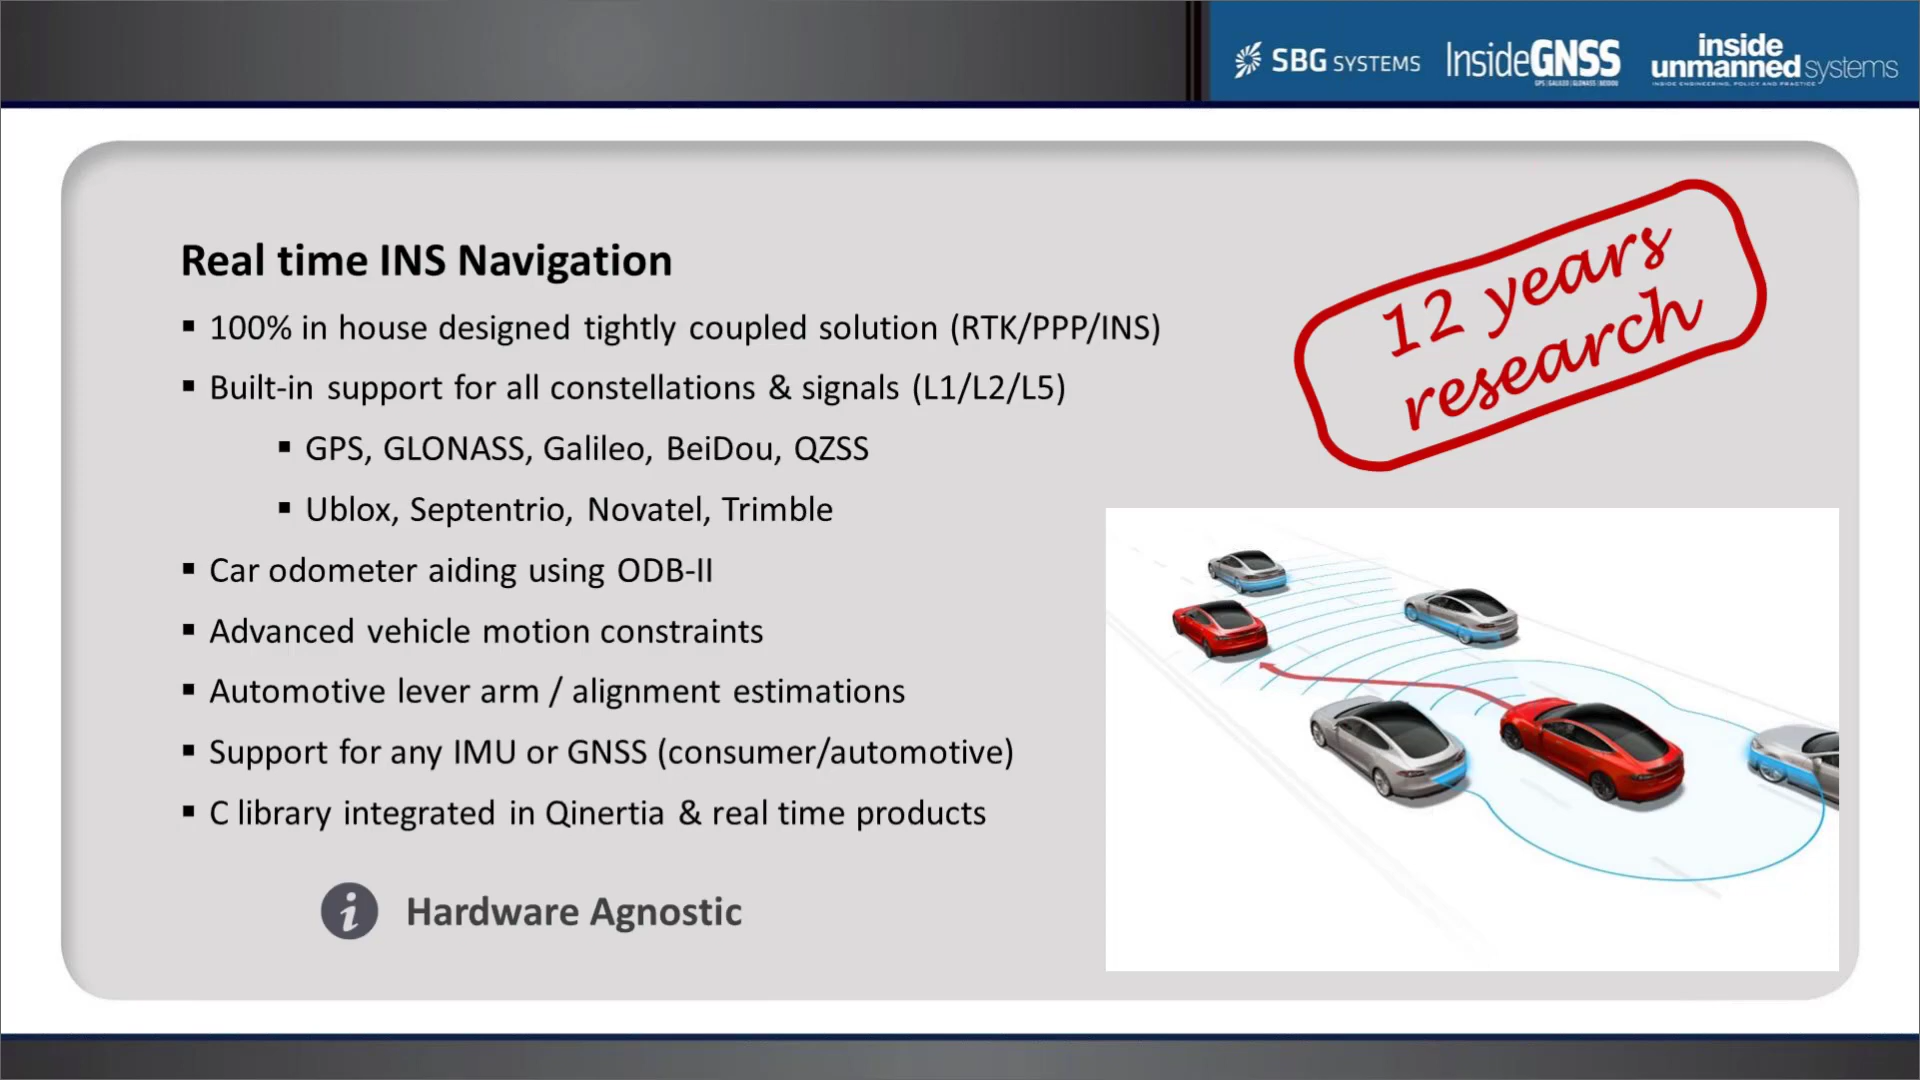 SBG SYSTEMS
InsideGNSS
GPS | GALILEO | GLONASS | BEIDOU
inside
unmanned systems
INSIDE ENGINEERING, POLICY AND PRACTICE
12 years
research
Real time INS Navigation
▪ 100% in house designed tightly coupled solution (RTK/PPP/INS)
▪ Built-in support for all constellations & signals (L1/L2/L5)
▪ GPS, GLONASS, Galileo, BeiDou, QZSS
▪ Ublox, Septentrio, Novatel, Trimble
▪ Car odometer aiding using ODB-II
▪ Advanced vehicle motion constraints
▪ Automotive lever arm / alignment estimations
▪ Support for any IMU or GNSS (consumer/automotive)
▪ C library integrated in Qinertia & real time products
i Hardware Agnostic